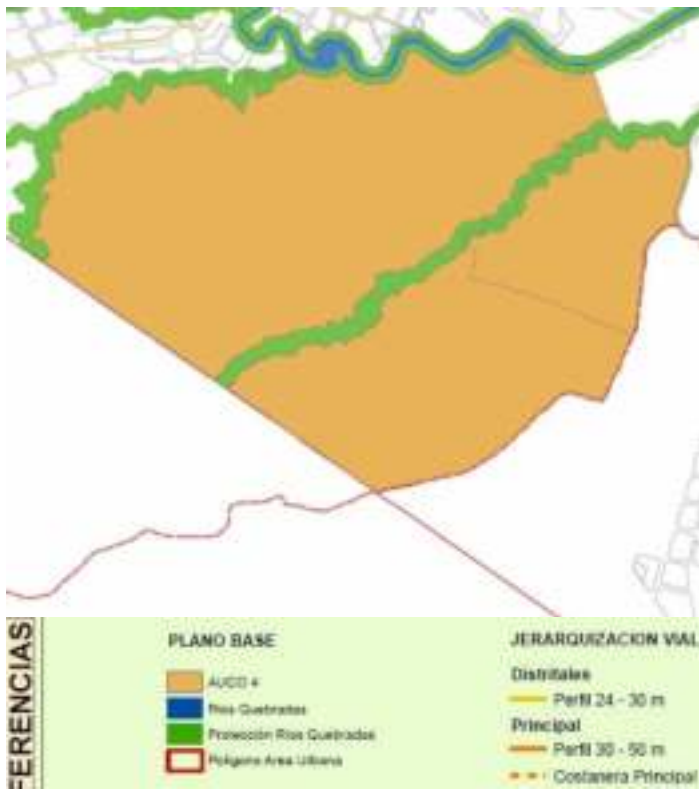 FERENCIAS
PLANO BASE
AUCO 4
Rios Quebradas
Protección Rios Quebradas
Poligono Area Urbana
JERARQUIZACION VIAL
Distritales
Perfil 24 - 30 m
Principal
Perfil 30 - 50 m
Costanera Principal